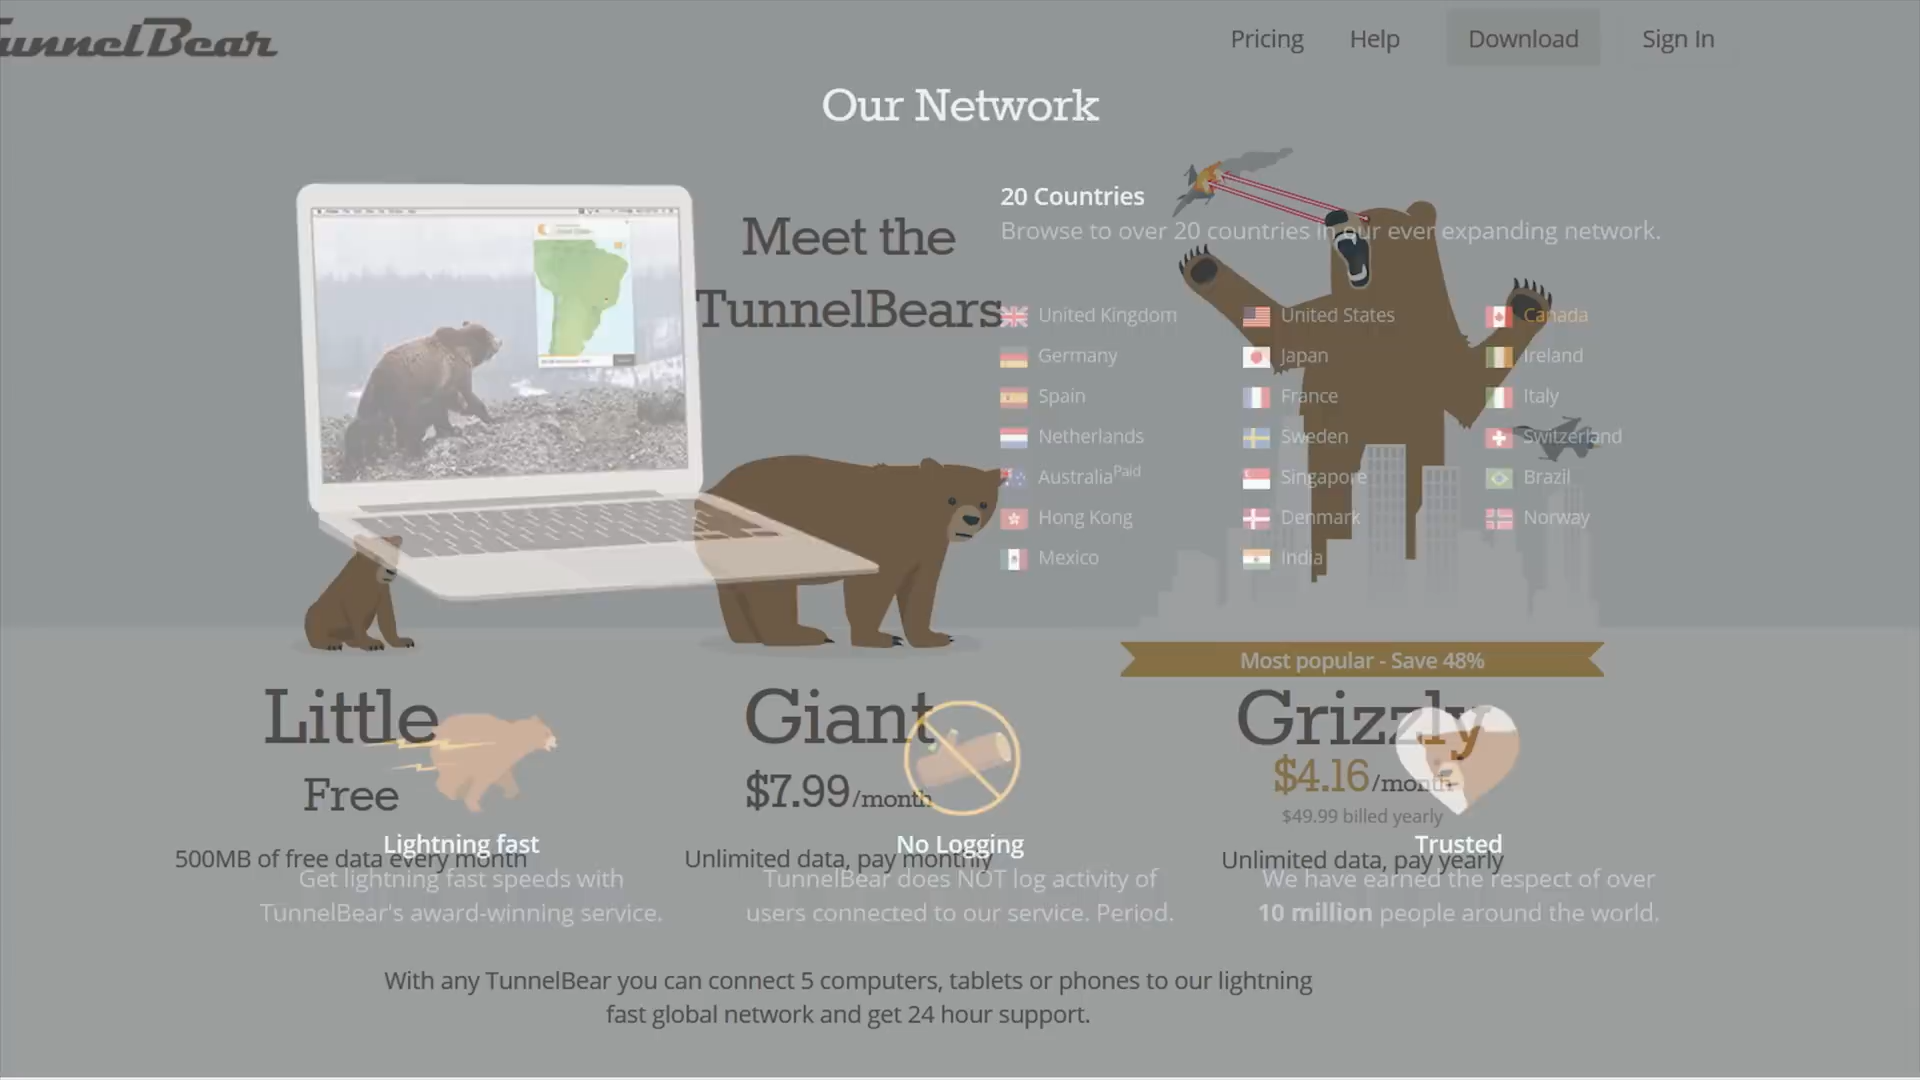 TunnelBear
Pricing
Help
Download
Sign In
Our Network
Meet the
TunnelBears
20 Countries
Browse to over 20 countries in our ever expanding network.
United Kingdom
United States
Canada
Germany
Japan
Ireland
Spain
France
Italy
Netherlands
Sweden
Switzerland
AustraliaPaid
Singapore
Brazil
Hong Kong
Denmark
Norway
Mexico
India
Most popular - Save 48%
Little
Free
500MB of free data every month
Giant
$7.99/month
Unlimited data, pay monthly
Grizzly
$4.16/month
$49.99 billed yearly
Unlimited data, pay yearly
Lightning fast
Get lightning fast speeds with
TunnelBear's award-winning service.
No Logging
TunnelBear does NOT log activity of
users connected to our service. Period.
Trusted
We have earned the respect of over
10 million people around the world.
With any TunnelBear you can connect 5 computers, tablets or phones to our lightning
fast global network and get 24 hour support.